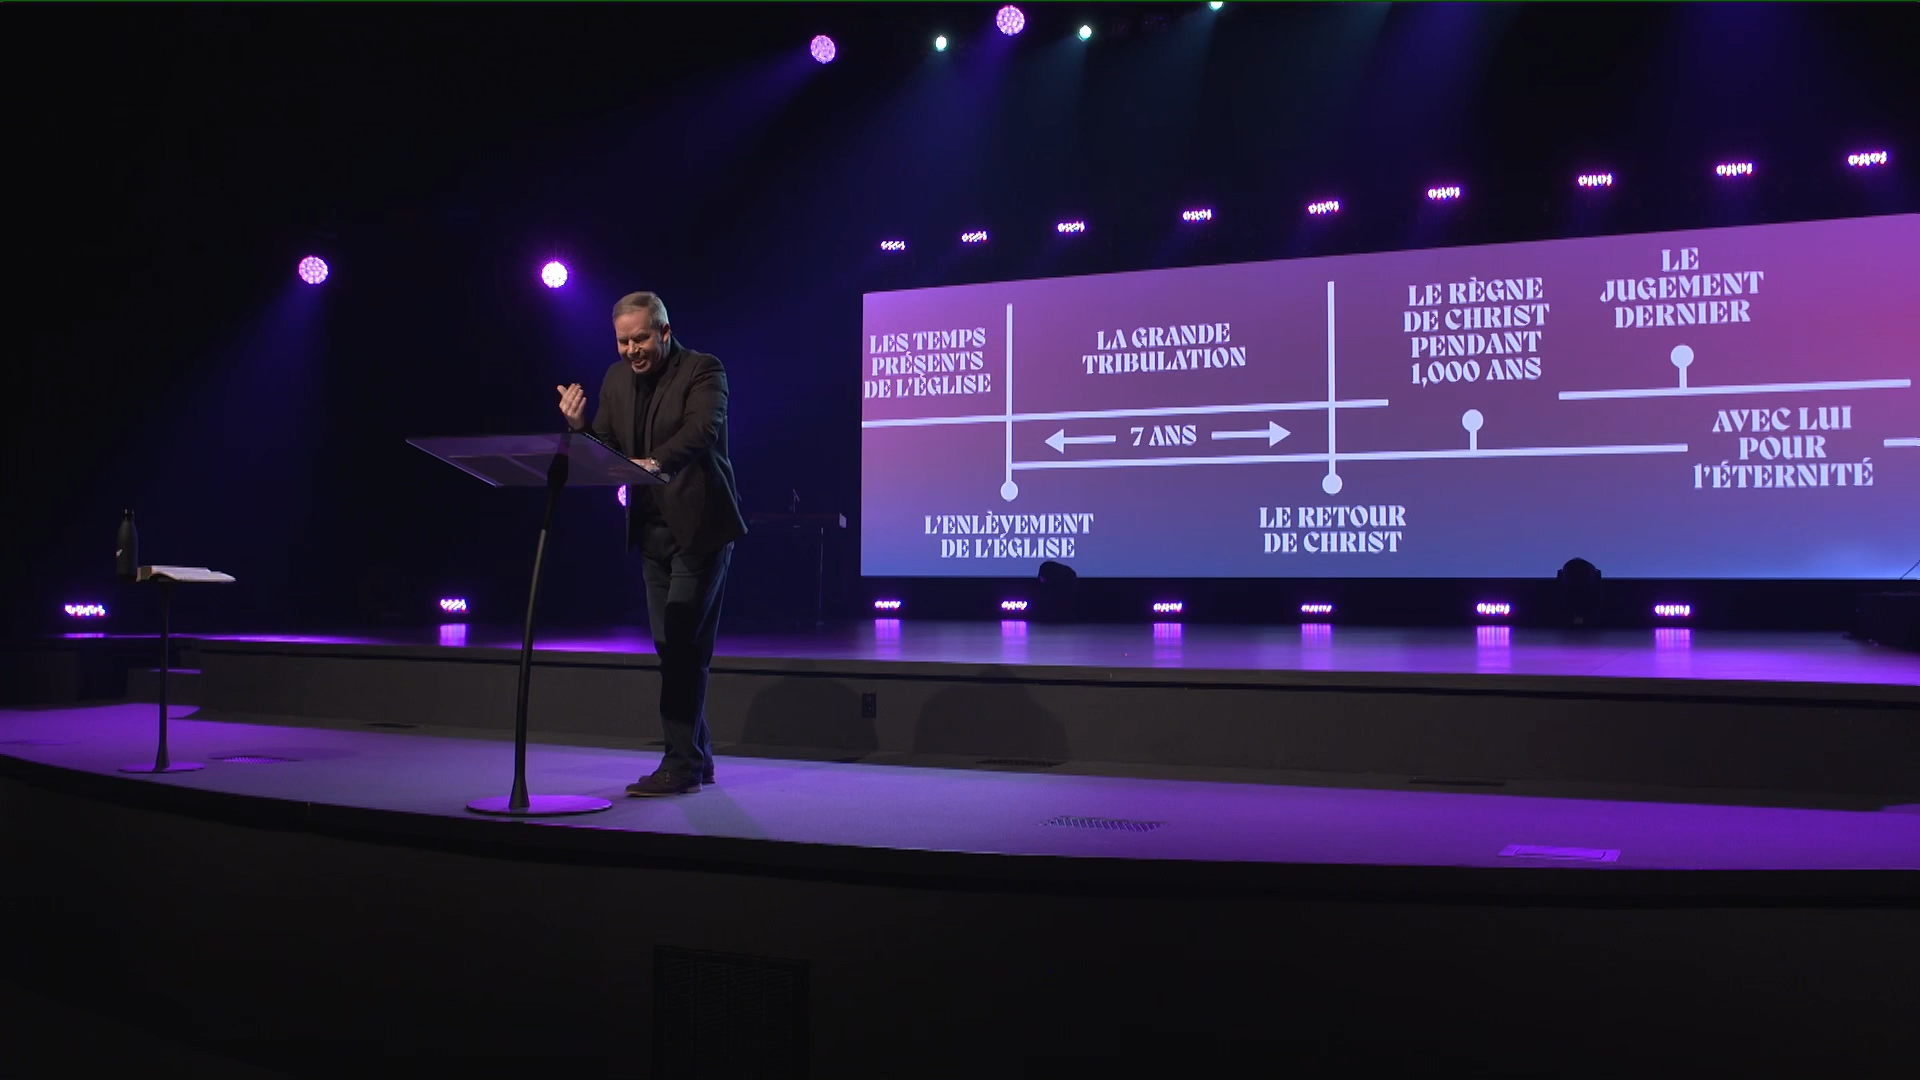 LES TEMPS
PRÉSENTS
DE L'ÉGLISE
LA GRANDE
TRIBULATION
7 ANS
L'ENLÈVEMENT
DE L'ÉGLISE
LE RETOUR
DE CHRIST
LE RÈGNE
DE CHRIST
PENDANT
1,000 ANS
LE
JUGEMENT
DERNIER
AVEC LUI
POUR
L'ÉTERNITÉ